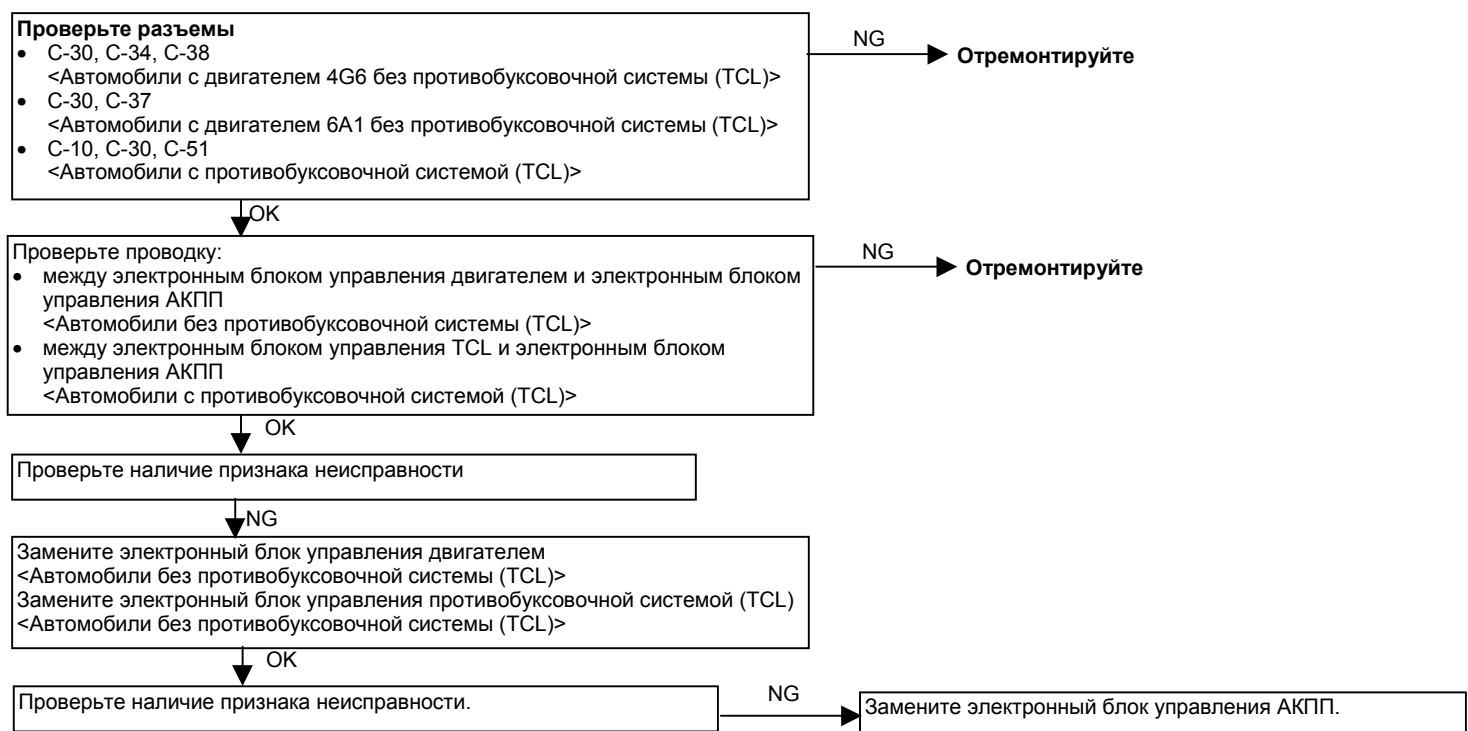 Проверьте разъемы
NG
Отремонтируйте
• C-30, C-34, C-38
<Автомобили с двигателем 4G6 без противобуксовочной системы (TCL)>
• C-30, C-37
<Автомобили с двигателем 6A1 без противобуксовочной системы (TCL)>
• C-10, C-30, C-51
<Автомобили с противобуксовочной системой (TCL)>
OK
Проверьте проводку:
NG
Отремонтируйте
• между электронным блоком управления двигателем и электронным блоком
управления АКПП
<Автомобили без противобуксовочной системы (TCL)>
• между электронным блоком управления TCL и электронным блоком
управления АКПП
<Автомобили с противобуксовочной системой (TCL)>
OK
Проверьте наличие признака неисправности
NG
Замените электронный блок управления двигателем
<Автомобили без противобуксовочной системы (TCL)>
Замените электронный блок управления противобуксовочной системой (TCL)
<Автомобили без противобуксовочной системы (TCL)>
OK
Проверьте наличие признака неисправности.
NG
Замените электронный блок управления АКПП.